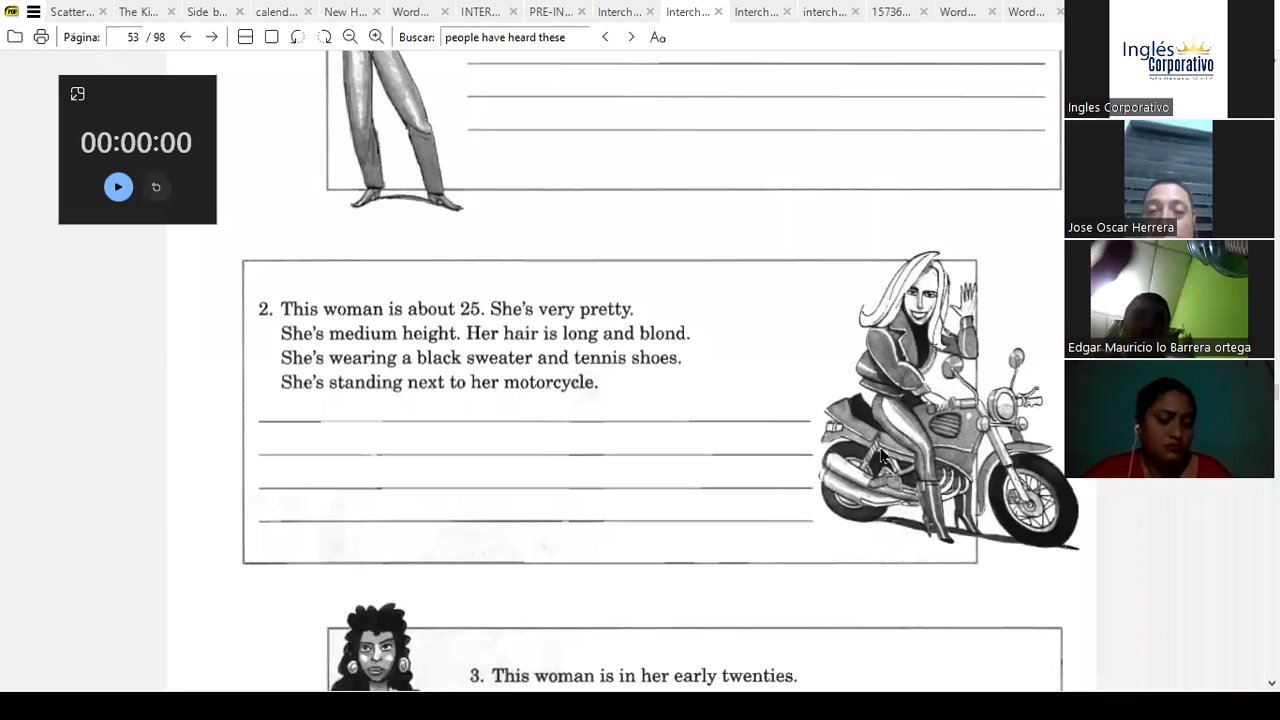 Scatter...
The Ki...
Side b...
calend...
New H...
Word...
INTER...
PRE-IN...
Interch...
Interch...
Interch...
interch...
15736...
Word...
Word...
Página:
53 / 98
Buscar:
people have heard these
Aa
00:00:00
2. This woman is about 25. She's very pretty.
She's medium height. Her hair is long and blond.
She's wearing a black sweater and tennis shoes.
She's standing next to her motorcycle.
3. This woman is in her early twenties.
Inglés
Corporativo
Ingles Corporativo
Jose Oscar Herrera
Edgar Mauricio lo Barrera ortega